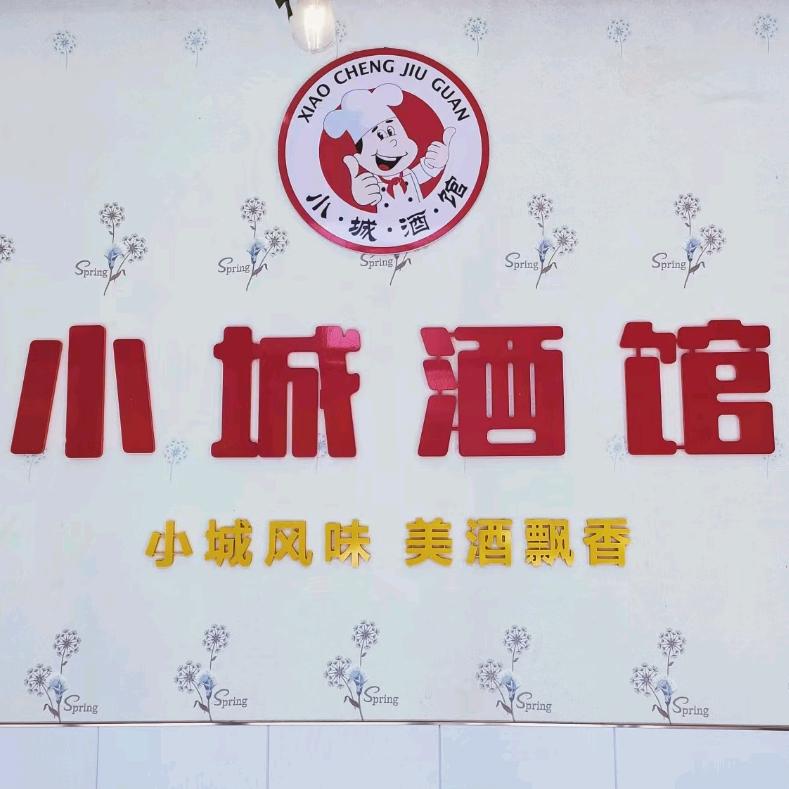 XIAO CHENG JIU GUAN
小·城·酒·馆
Spring Spring Spring Spring Spring
小城酒馆
小城风味 美酒飘香
Spring Spring Spring Spring Spring